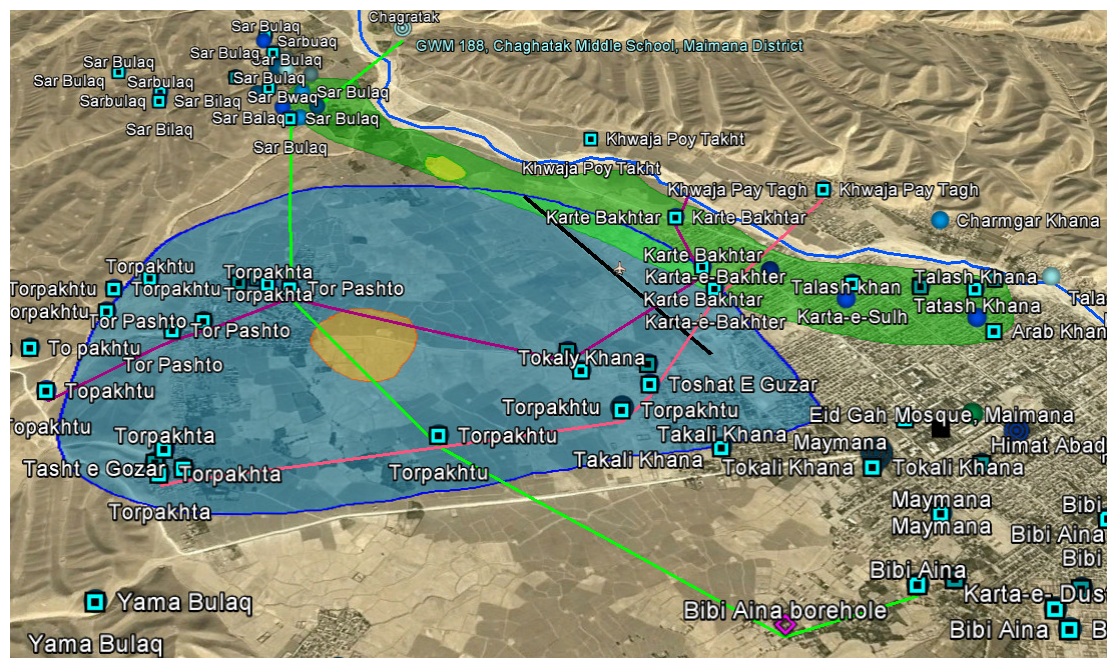 Chagratak
Sar Bulaq
Sarbuaq
GWM 188, Chaghatak Middle School, Maimana District
Sar Bulaq
Sar Bulaq
Sar Bulaq
Sar Bulaq
Sar Bulaq
Sarbulaq
Sar Bulaq
Sarbulaq
Sar Bilaq
Sar Bwaq
Sar Balaq
Sar Bulaq
Sar Bilaq
Sar Bulaq
Khwaja Poy Takht
Khwaja Poy Takht
Khwaja Pay Tagh
Khwaja Pay Tagh
Karte Bakhtar
Karte Bakhtar
Charmgar Khana
Karte Bakhtar
Torpakhtu
Torpakhta
Karta-e-Bakhter
Talash Khana
Torpakhtu
Torpakhtu
Torpakhta
Tor Pashto
Talash khan
Karte Bakhtar
Tatash Khana
Tor Pashto
Tor Pashto
Karta-e-Bakhter
Karta-e-Sulh
Arab Khan
To pakhtu
Tor Pashto
Tokaly Khana
Topakhtu
Toshat E Guzar
Torpakhtu
Torpakhtu
Eid Gah Mosque, Maimana
Torpakhta
Torpakhtu
Takali Khana
Maymana
Himat Abad
Tasht e Gozar
Torpakhta
Torpakhtu
Takali Khana
Tokali Khana
Tokali Khana
Torpakhta
Maymana
Maymana
Bibi
Bibi Aina
Bibi
Bibi Aina
Yama Bulaq
Bibi Aina borehole
Karta-e-
Bibi Aina
B
Yama Bulaq